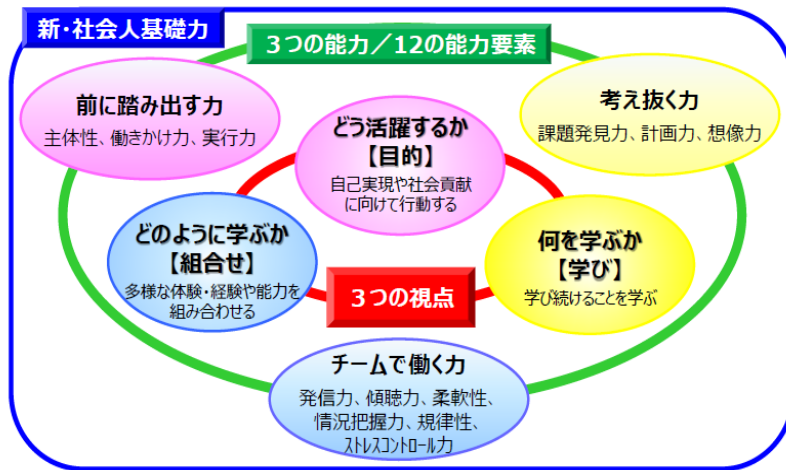 新・社会人基礎力
3つの能力／12の能力要素
前に踏み出す力
主体性、働きかけ力、実行力
考え抜く力
課題発見力、計画力、想像力
どう活躍するか
【目的】
自己実現や社会貢献
に向けて行動する
どのように学ぶか
【組合せ】
多様な体験・経験や能力を
組み合わせる
何を学ぶか
【学び】
学び続けることを学ぶ
3つの視点
チームで働く力
発信力、傾聴力、柔軟性、
情況把握力、規律性、
ｽﾄﾚｽｺﾝﾄﾛｰﾙ力